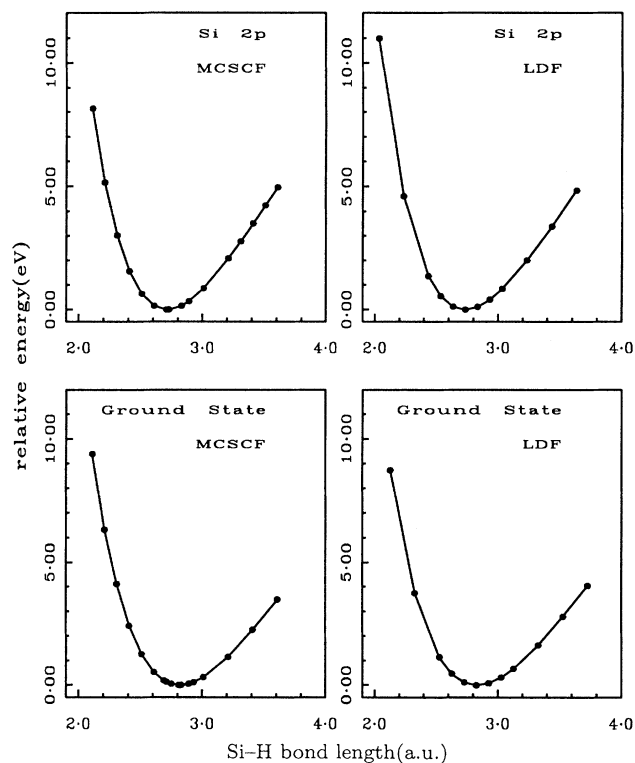 Si 2p
MCSCF
0·00 5·00 10·00
2·0 3·0 4·0
Si 2p
LDF
0·00 5·00 10·00
2·0 3·0 4·0
relative energy(eV)
Ground State
MCSCF
0·00 5·00 10·00
2·0 3·0 4·0
Ground State
LDF
0·00 5·00 10·00
2·0 3·0 4·0
Si–H bond length(a.u.)